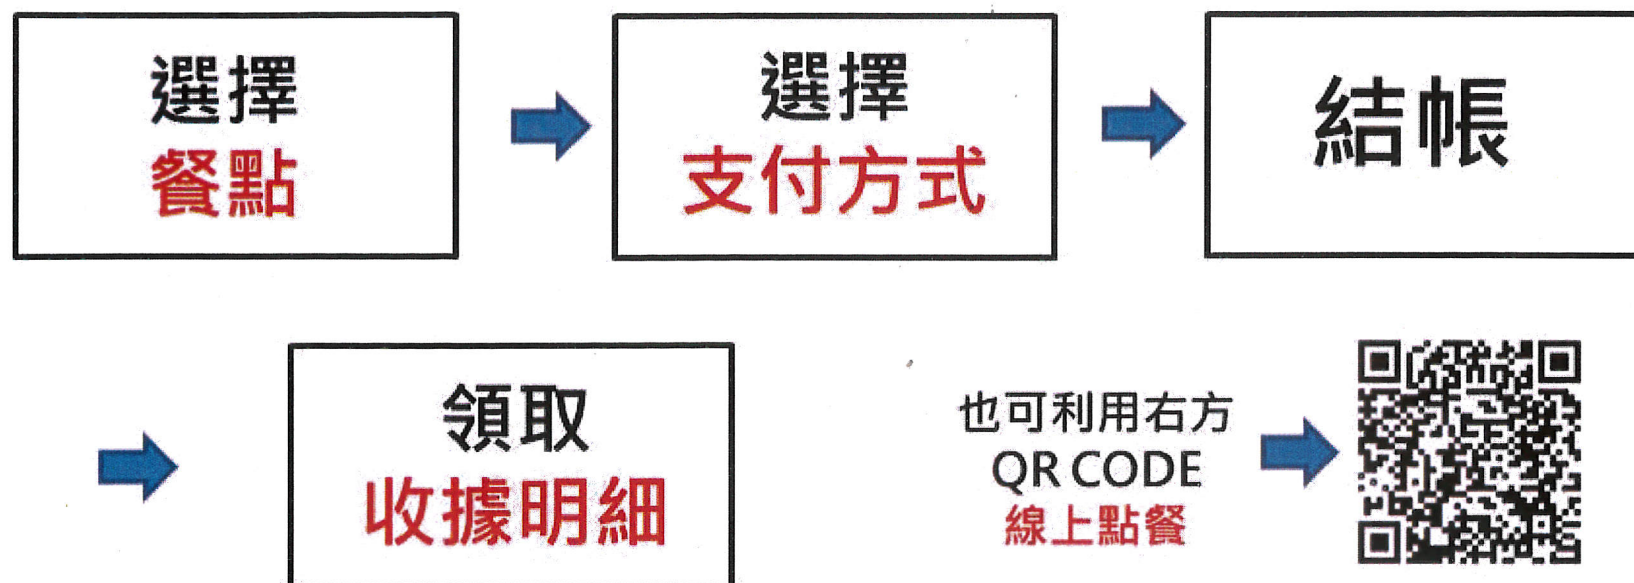 選擇
餐點
選擇
支付方式
結帳
領取
收據明細
也可利用右方
QR CODE
線上點餐